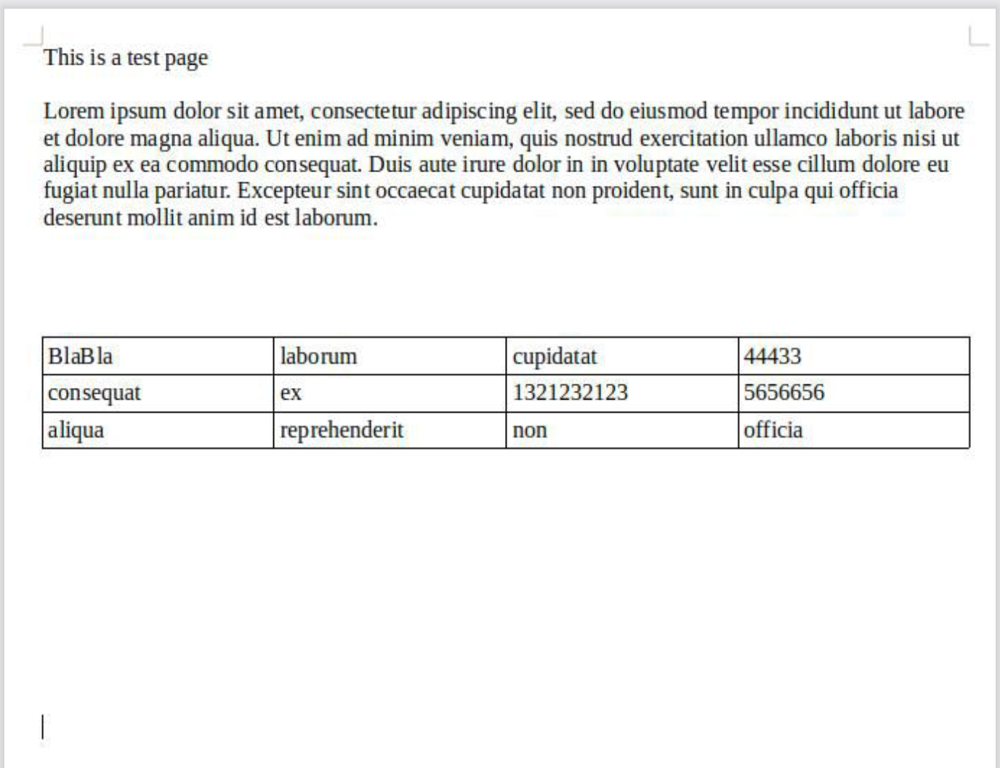 This is a test page
Lorem ipsum dolor sit amet, consectetur adipiscing elit, sed do eiusmod tempor incididunt ut labore
et dolore magna aliqua. Ut enim ad minim veniam, quis nostrud exercitation ullamco laboris nisi ut
aliquip ex ea commodo consequat. Duis aute irure dolor in in voluptate velit esse cillum dolore eu
fugiat nulla pariatur. Excepteur sint occaecat cupidatat non proident, sunt in culpa qui officia
deserunt mollit anim id est laborum.
BlaBla laborum cupidatat 44433
consequat ex 1321232123 5656656
aliqua reprehenderit non officia